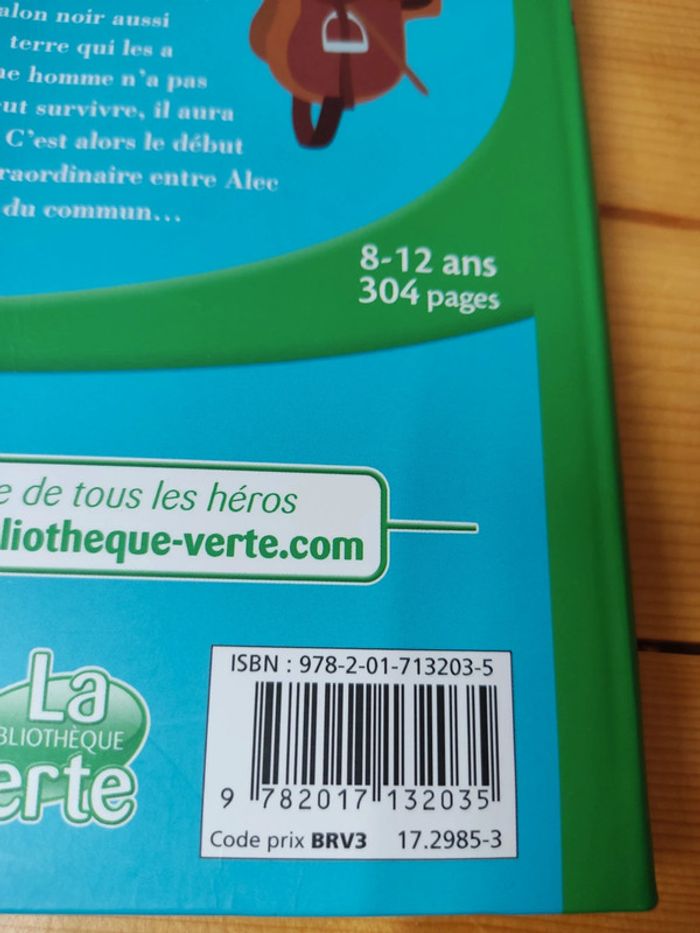 alon noir aussi
terre qui les a
ne homme n'a pas
ut survivre, il aura
C'est alors le début
raordinaire entre Alec
du commun...
8-12 ans
304 pages
e de tous les héros
liotheque-verte.com
La
BLIOTHÈQUE
erte
ISBN : 978-2-01-713203-5
9 782017 132035
Code prix BRV3 17.2985-3